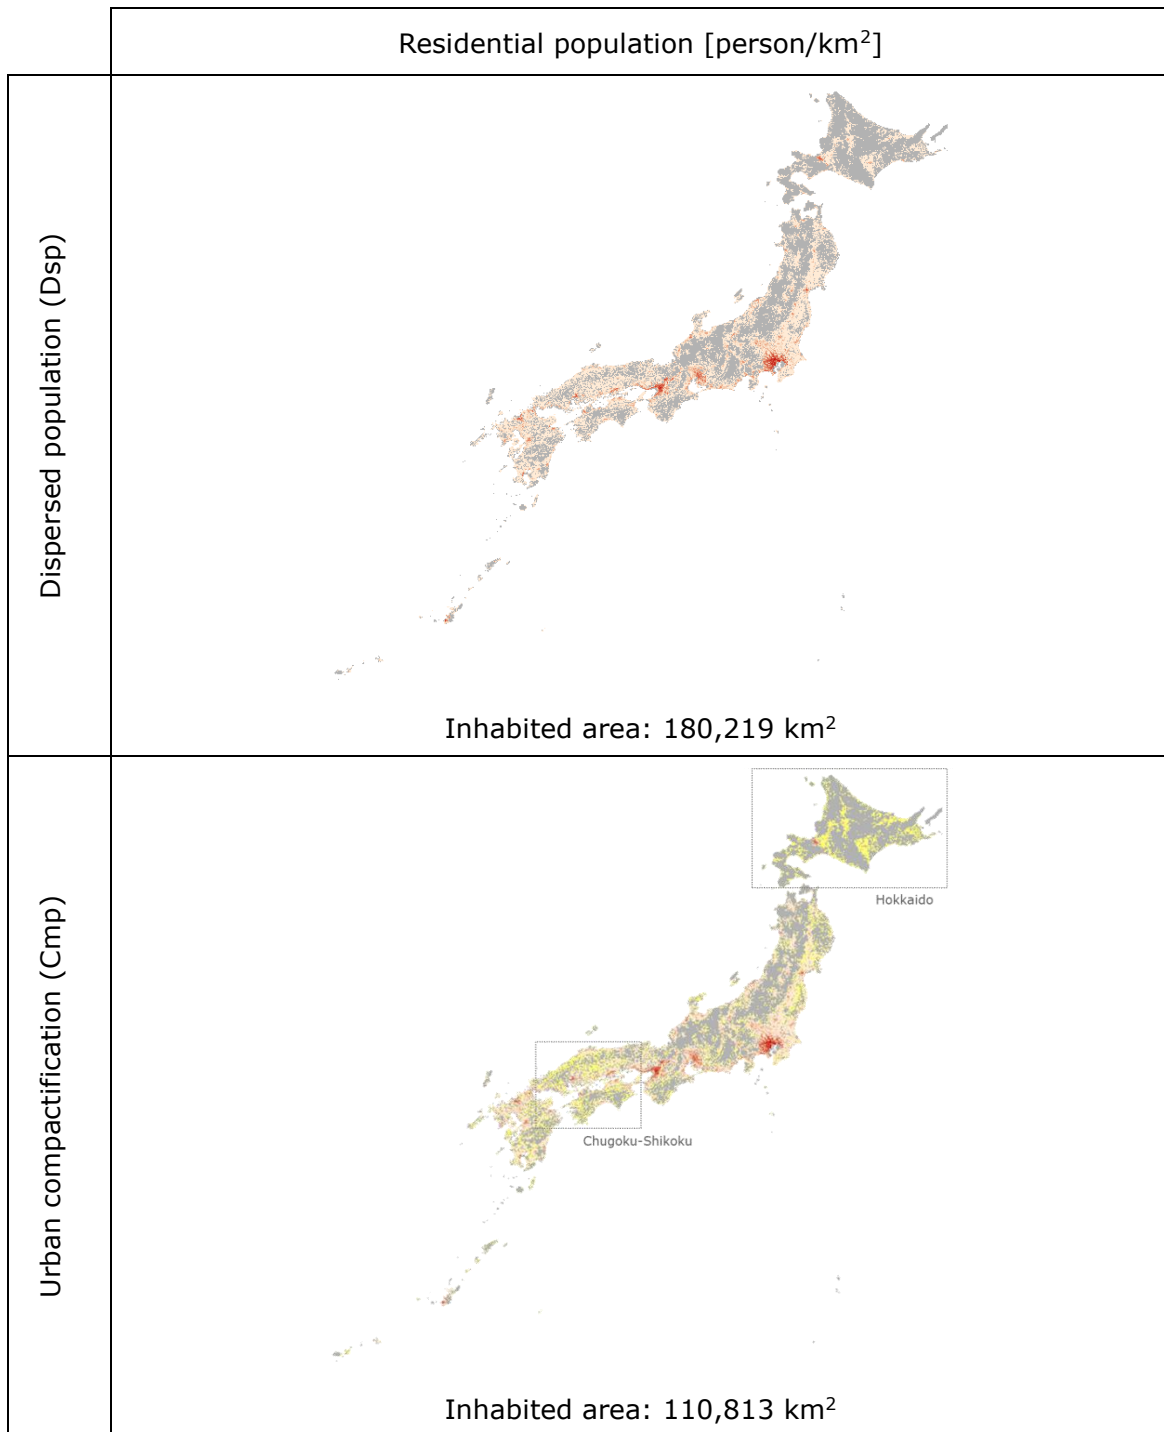 Residential population [person/km²]
Dispersed population (Dsp)
Inhabited area: 180,219 km²
Urban compactification (Cmp)
Hokkaido
Chugoku-Shikoku
Inhabited area: 110,813 km²